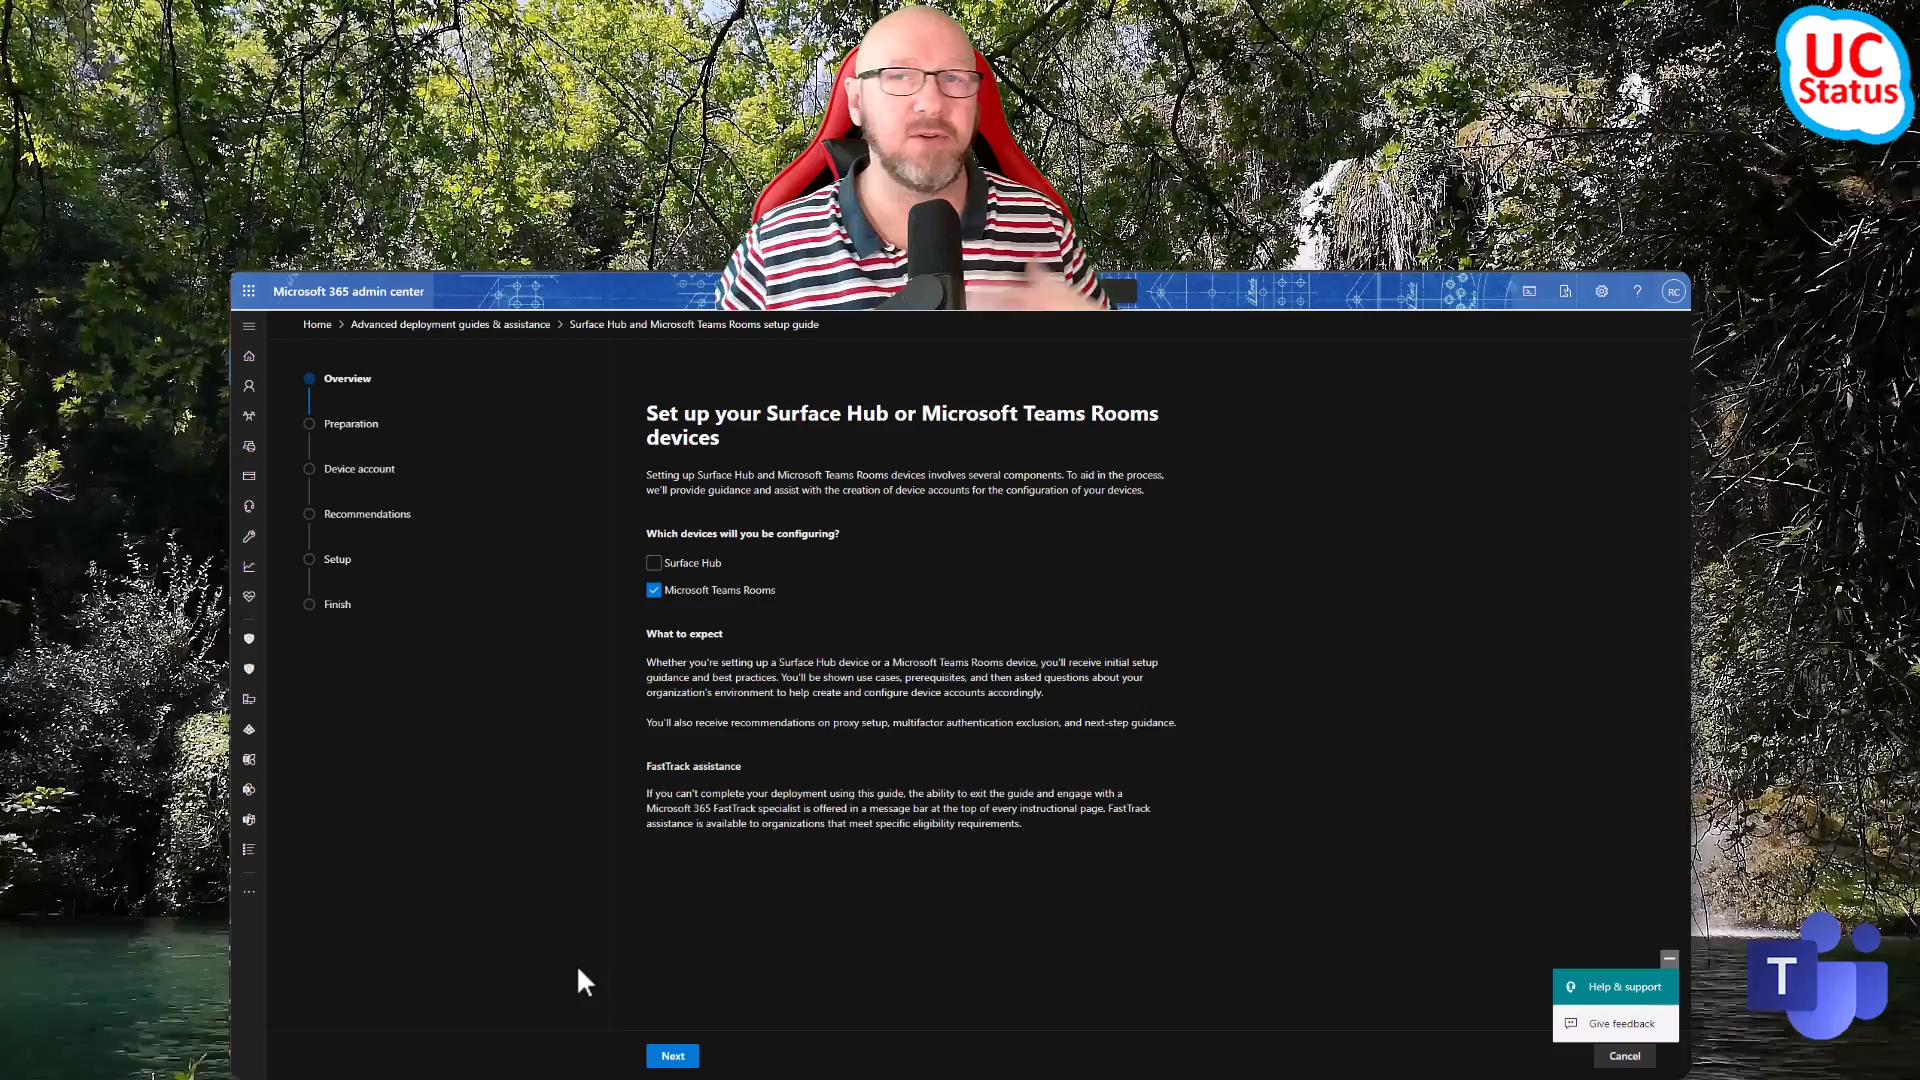 UC
Status
Microsoft 365 admin center
RC
Home > Advanced deployment guides & assistance > Surface Hub and Microsoft Teams Rooms setup guide
Overview
Preparation
Device account
Recommendations
Setup
Finish
Set up your Surface Hub or Microsoft Teams Rooms
devices
Setting up Surface Hub and Microsoft Teams Rooms devices involves several components. To aid in the process,
we'll provide guidance and assist with the creation of device accounts for the configuration of your devices.
Which devices will you be configuring?
Surface Hub
Microsoft Teams Rooms
What to expect
Whether you're setting up a Surface Hub device or a Microsoft Teams Rooms device, you'll receive initial setup
guidance and best practices. You'll be shown use cases, prerequisites, and then asked questions about your
organization's environment to help create and configure device accounts accordingly.
You'll also receive recommendations on proxy setup, multifactor authentication exclusion, and next-step guidance.
FastTrack assistance
If you can't complete your deployment using this guide, the ability to exit the guide and engage with a
Microsoft 365 FastTrack specialist is offered in a message bar at the top of every instructional page. FastTrack
assistance is available to organizations that meet specific eligibility requirements.
Help & support
Give feedback
Next
Cancel
T